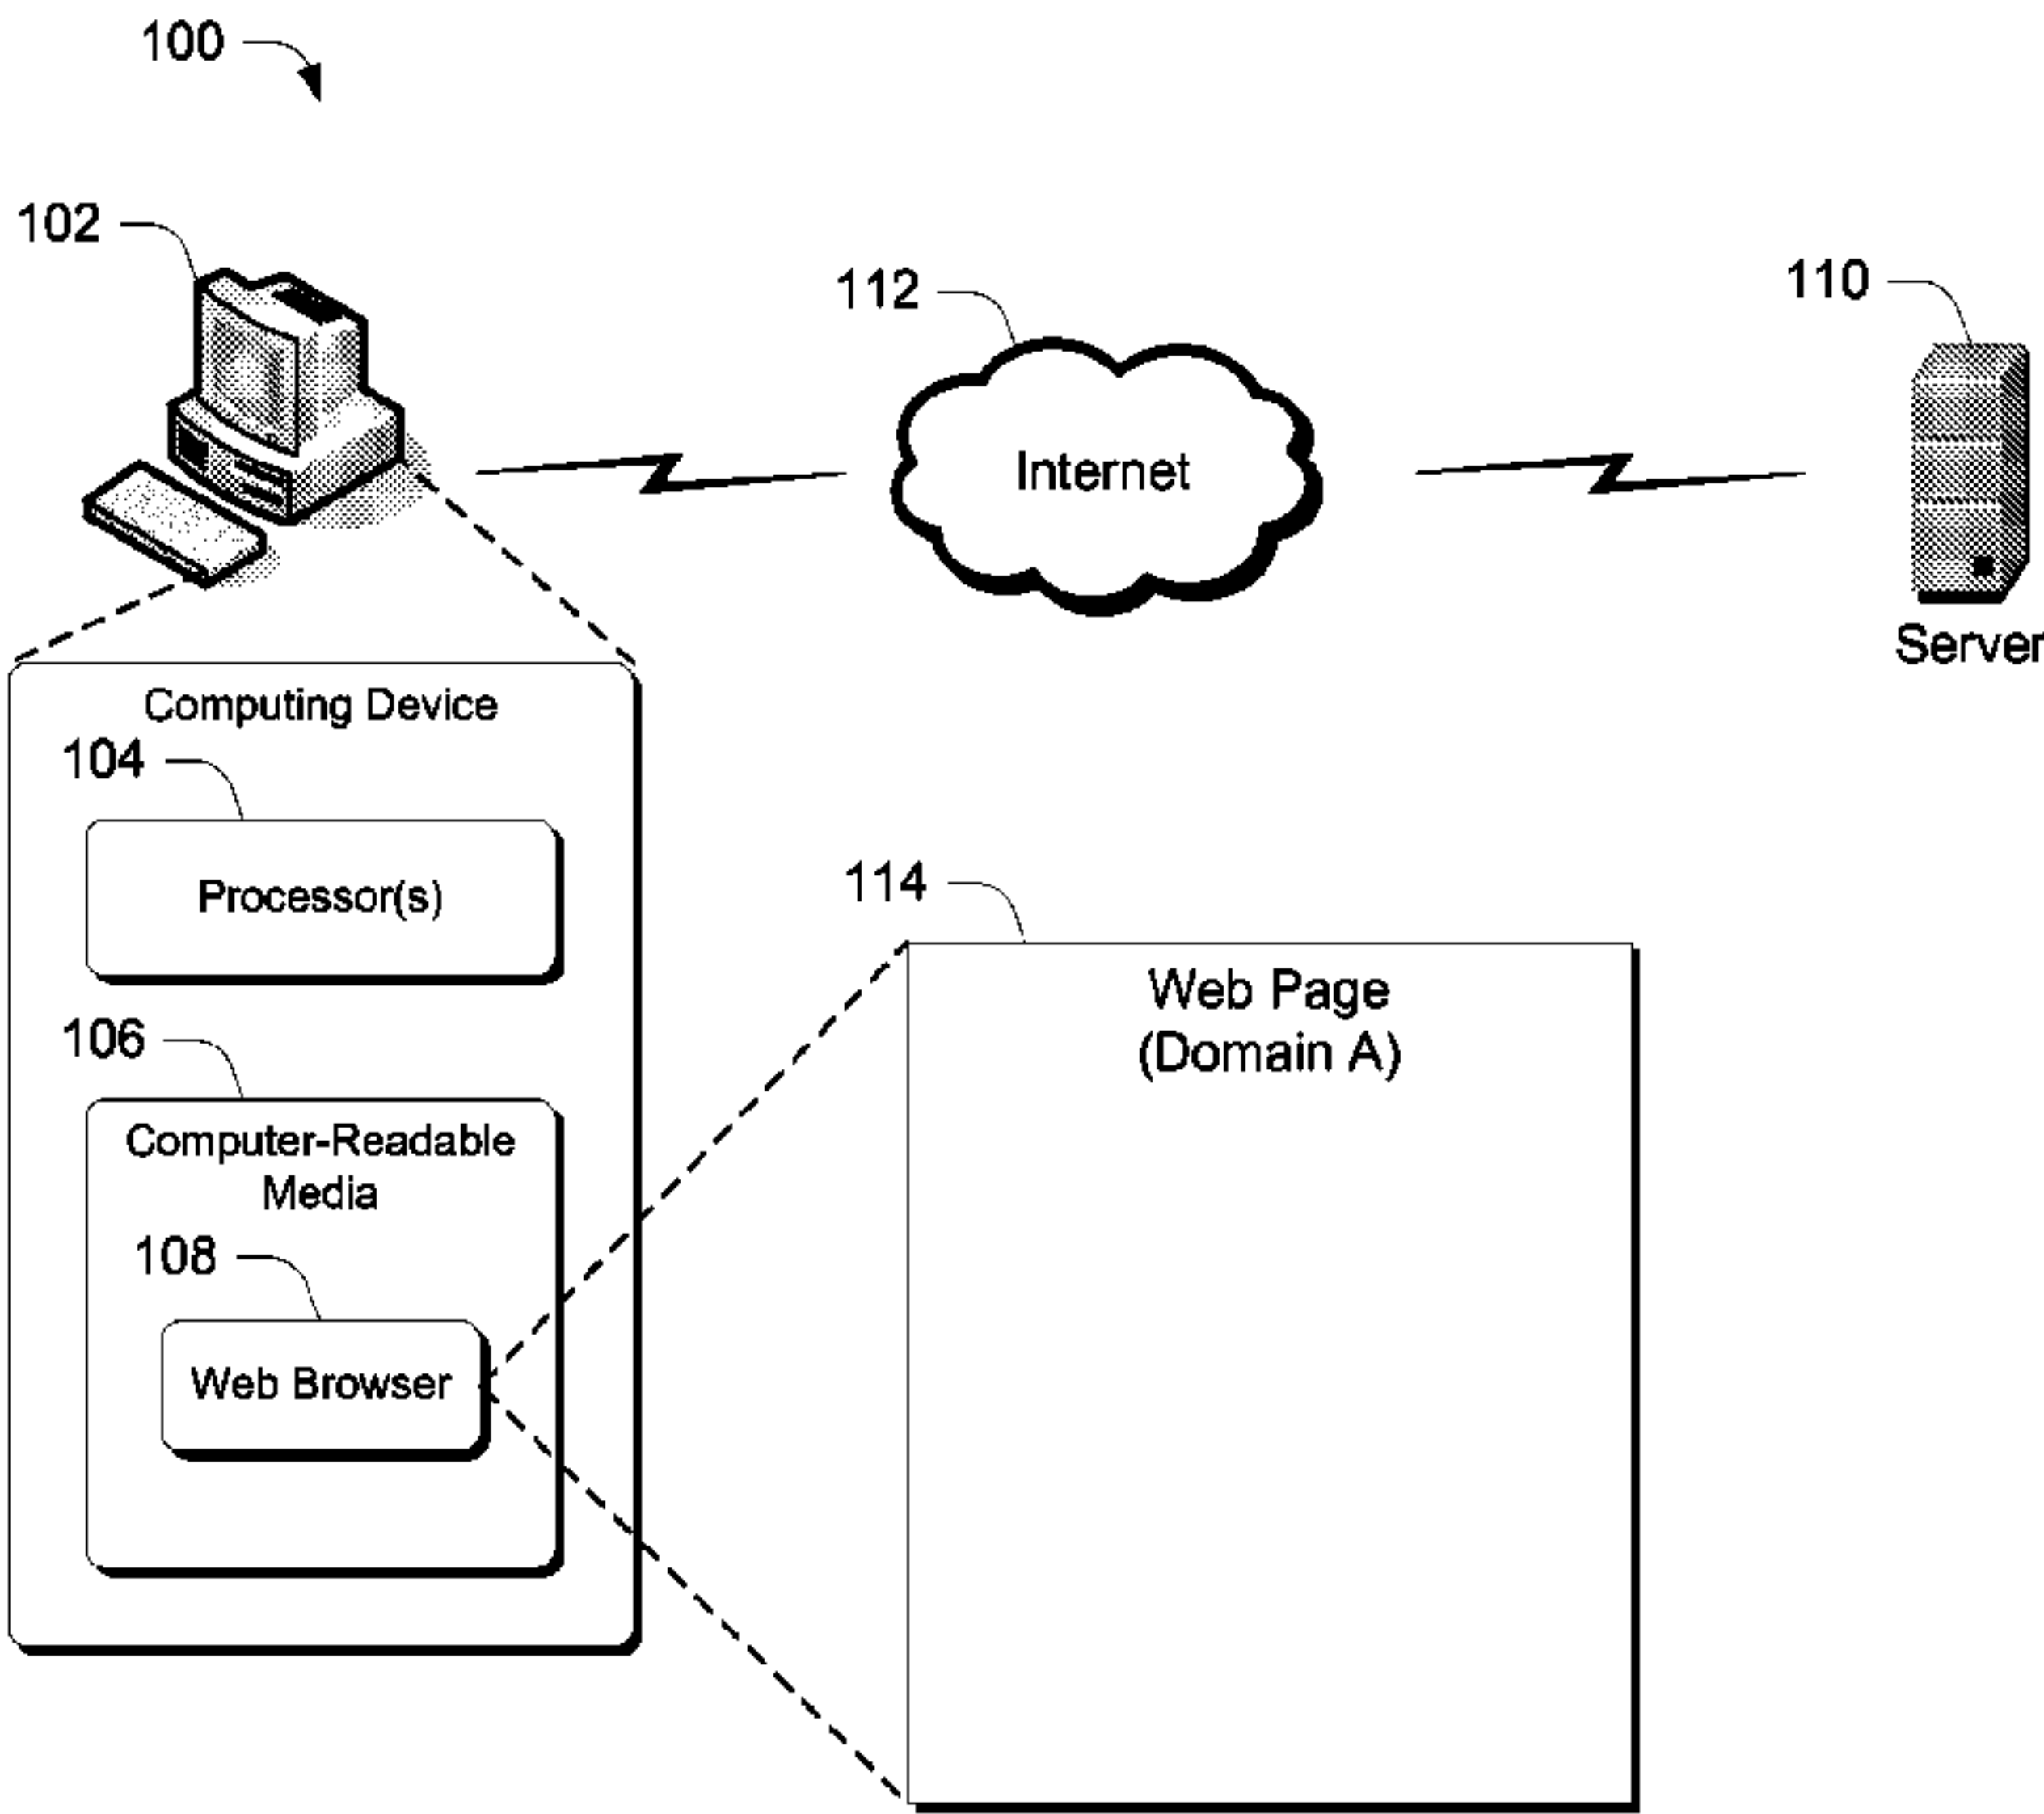 100
102
112
110
Internet
Server
Computing Device
104
Processor(s)
114
Web Page
(Domain A)
106
Computer-Readable
Media
108
Web Browser